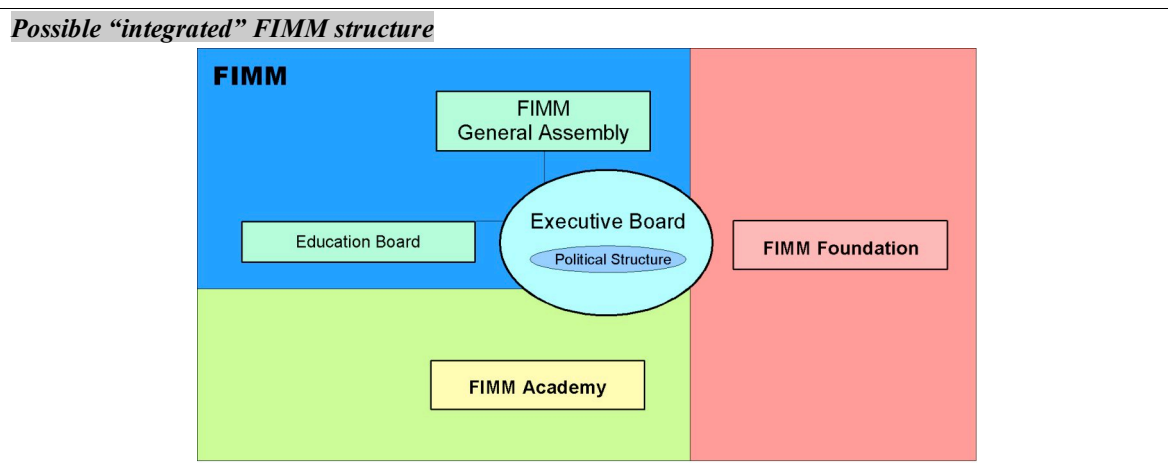 Possible “integrated” FIMM structure
FIMM
FIMM
General Assembly
Executive Board
Political Structure
Education Board
FIMM Foundation
FIMM Academy